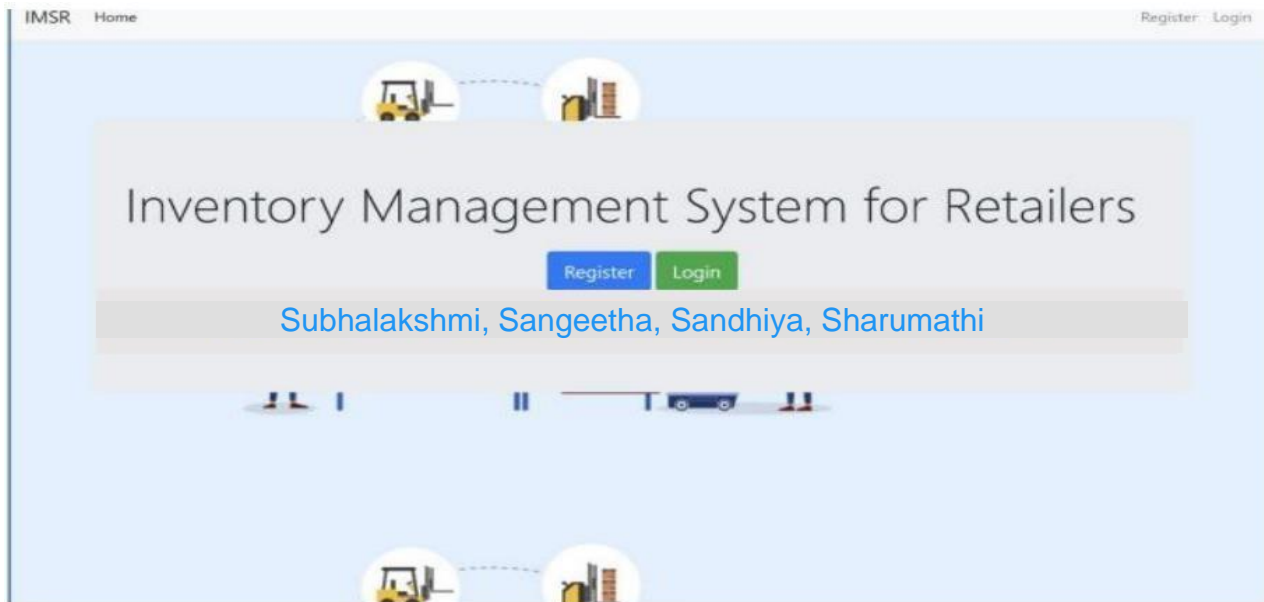 IMSR Home Register Login
Inventory Management System for Retailers
Register Login
Subhalakshmi, Sangeetha, Sandhiya, Sharumathi